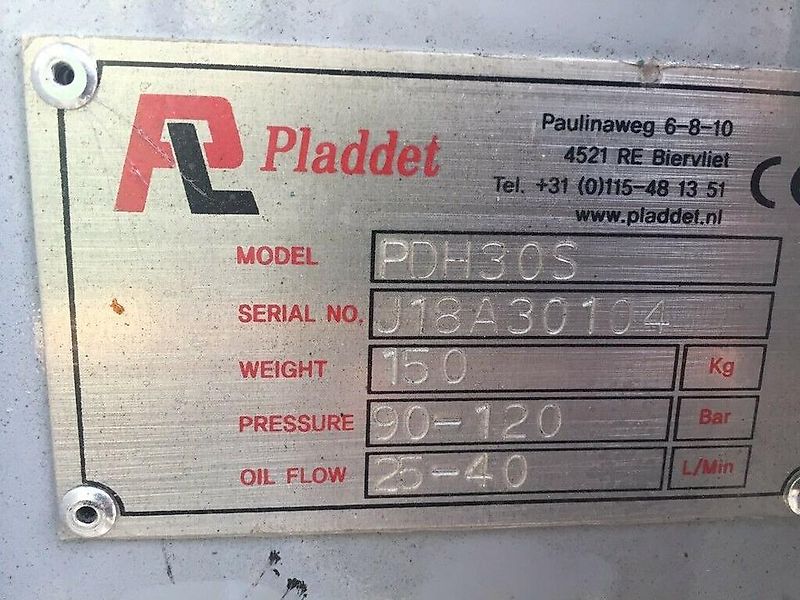 PL Pladdet
Paulinaweg 6-8-10
4521 RE Biervliet
Tel. +31 (0)115-48 13 51
www.pladdet.nl
CE
MODEL PDH30S
SERIAL NO. J18A30104
WEIGHT 150 Kg
PRESSURE 90-120 Bar
OIL FLOW 25-40 L/Min